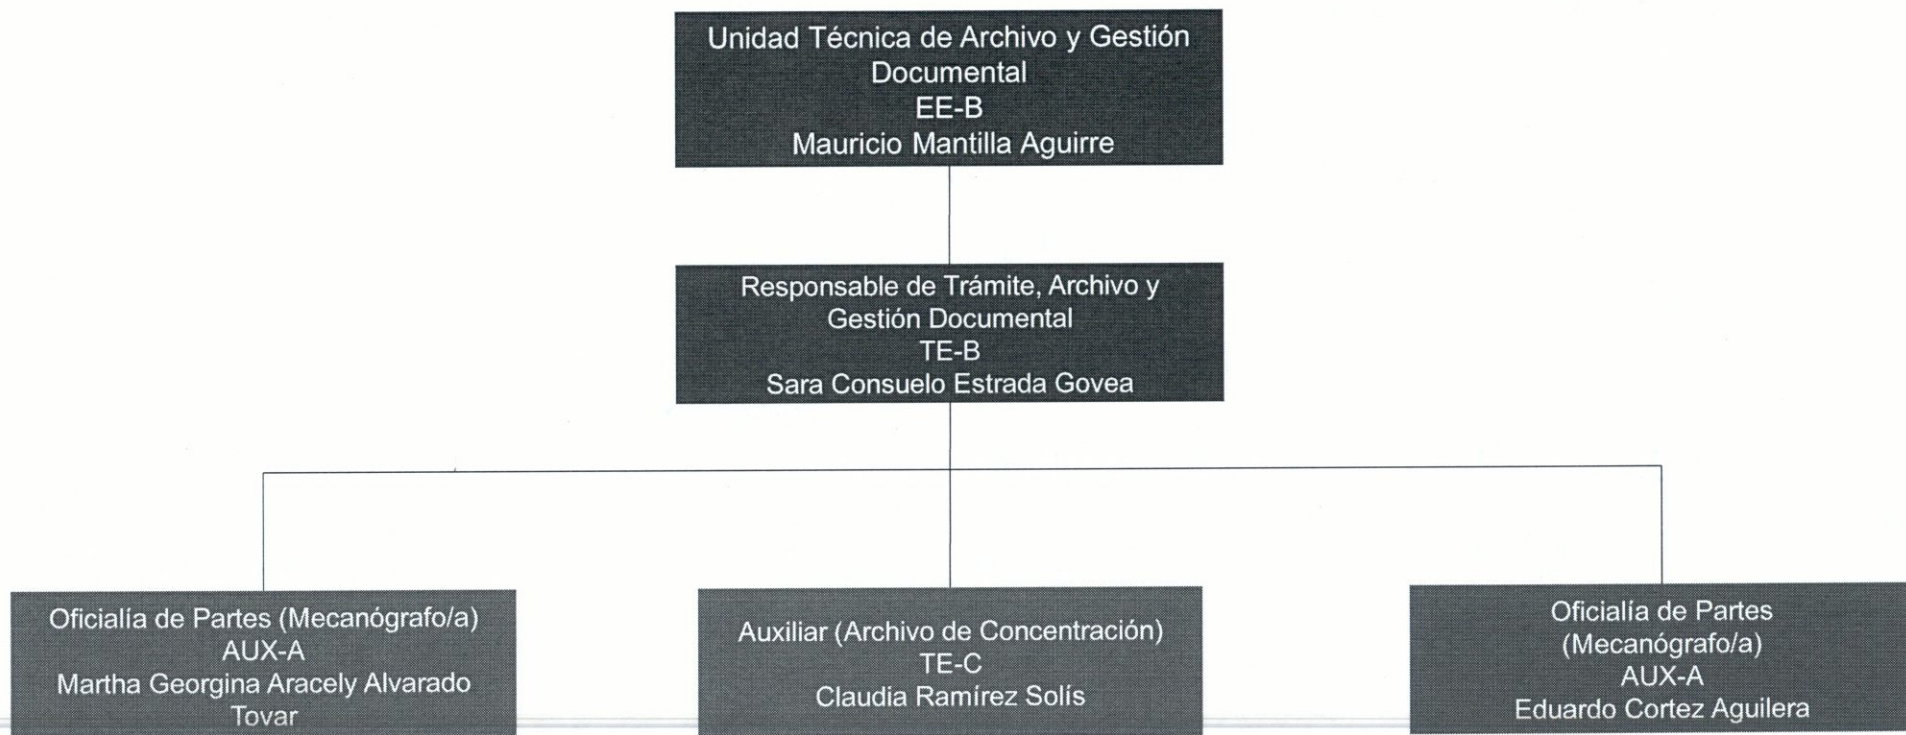 Unidad Técnica de Archivo y Gestión
Documental
EE-B
Mauricio Mantilla Aguirre
Responsable de Trámite, Archivo y
Gestión Documental
TE-B
Sara Consuelo Estrada Govea
Oficialía de Partes (Mecanógrafo/a)
AUX-A
Martha Georgina Aracely Alvarado
Tovar
Auxiliar (Archivo de Concentración)
TE-C
Claudia Ramírez Solís
Oficialía de Partes
(Mecanógrafo/a)
AUX-A
Eduardo Cortez Aguilera